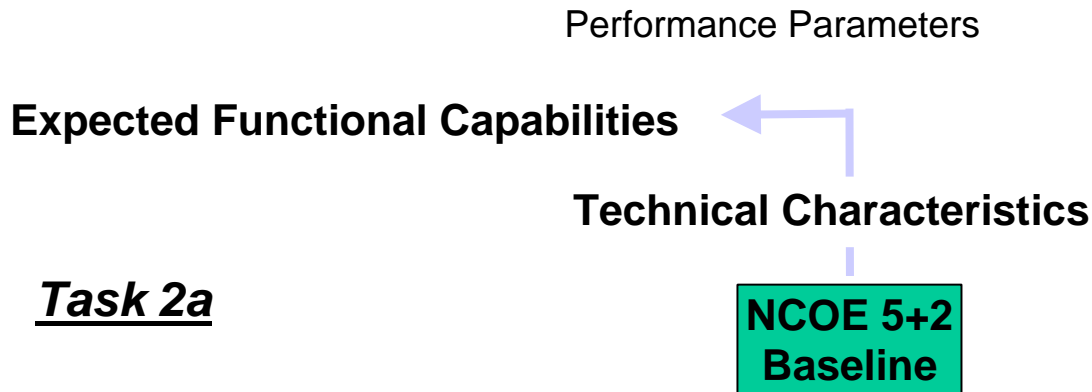 Performance Parameters
Expected Functional Capabilities
Technical Characteristics
Task 2a
NCOE 5+2
Baseline